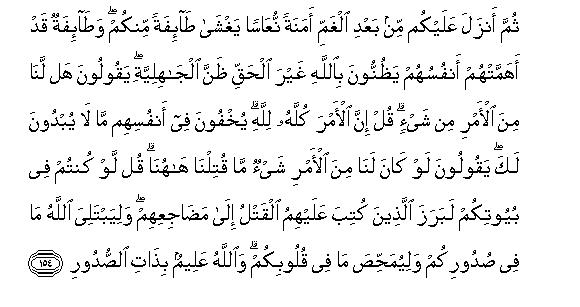 ثُمَّ أَنزَلَ عَلَيْكُم مِّنۢ بَعْدِ ٱلْغَمِّ أَمَنَةً نُّعَاسًا يَغْشَىٰ طَآئِفَةً مِّنكُمْ ۖ وَطَآئِفَةٌ قَدْ
أَهَمَّتْهُمْ أَنفُسُهُمْ يَظُنُّونَ بِٱللَّهِ غَيْرَ ٱلْحَقِّ ظَنَّ ٱلْجَـٰهِلِيَّةِ ۖ يَقُولُونَ هَل لَّنَا
مِنَ ٱلْأَمْرِ مِن شَىْءٍ ۗ قُلْ إِنَّ ٱلْأَمْرَ كُلَّهُۥ لِلَّهِ ۗ يُخْفُونَ فِىٓ أَنفُسِهِم مَّا لَا يُبْدُونَ
لَكَ ۖ يَقُولُونَ لَوْ كَانَ لَنَا مِنَ ٱلْأَمْرِ شَىْءٌ مَّا قُتِلْنَا هَـٰهُنَا ۗ قُل لَّوْ كُنتُمْ فِى
بُيُوتِكُمْ لَبَرَزَ ٱلَّذِينَ كُتِبَ عَلَيْهِمُ ٱلْقَتْلُ إِلَىٰ مَضَاجِعِهِمْ ۖ وَلِيَبْتَلِىَ ٱللَّهُ مَا
فِى صُدُورِكُمْ وَلِيُمَحِّصَ مَا فِى قُلُوبِكُمْ ۗ وَٱللَّهُ عَلِيمٌۢ بِذَاتِ ٱلصُّدُورِ ١٥٤